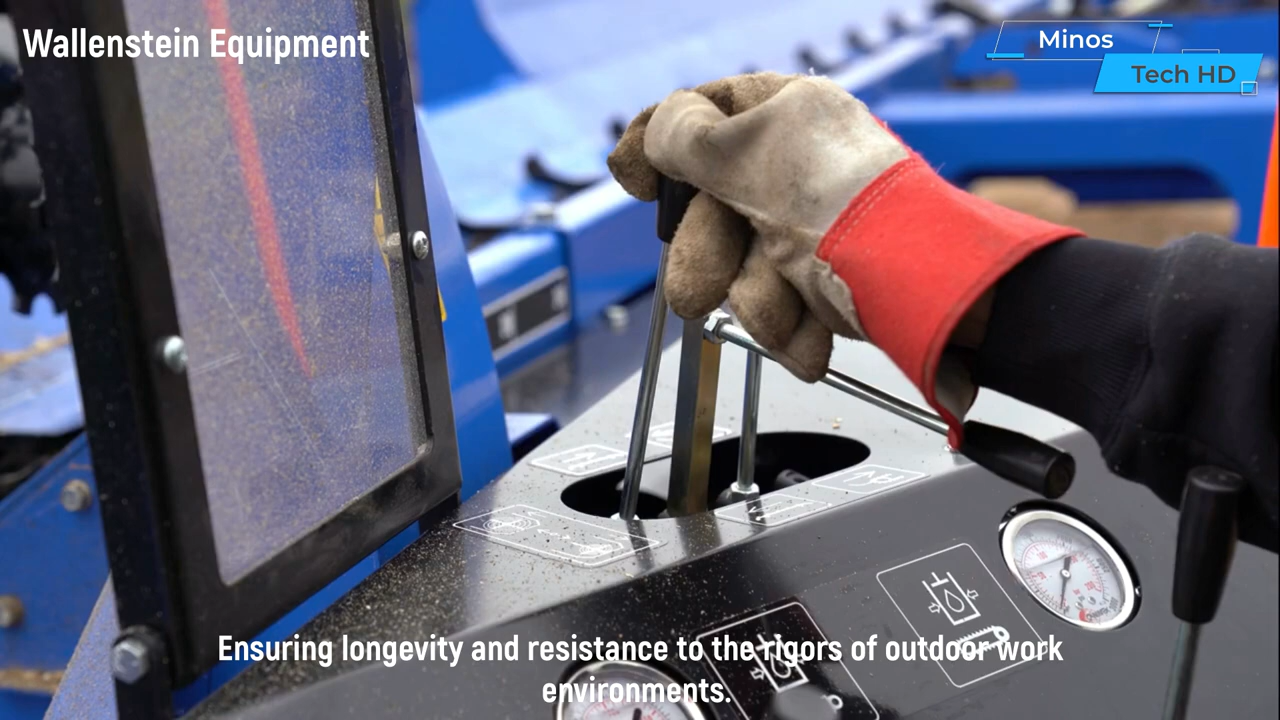 Wallenstein Equipment
Minos
Tech HD
Ensuring longevity and resistance to the rigors of outdoor work
environments.